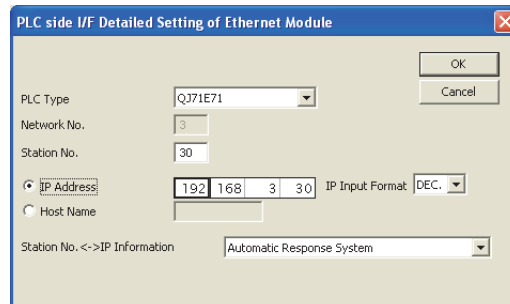 PLC side I/F Detailed Setting of Ethernet Module
OK
PLC Type QJ71E71 Cancel
Network No. 3
Station No. 30
IP Address 192 168 3 30 IP Input Format DEC.
Host Name
Station No.<->IP Information Automatic Response System